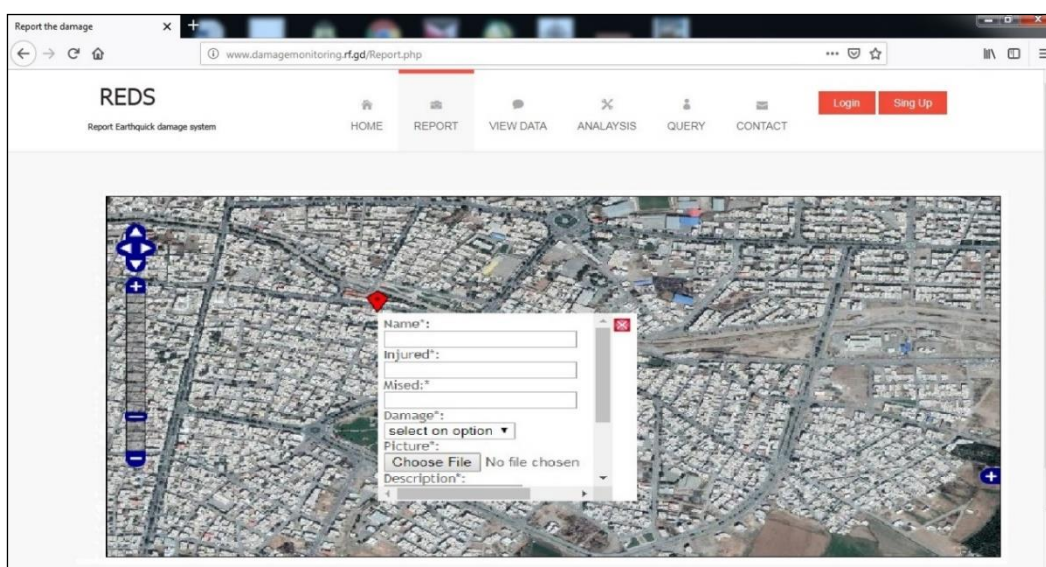 Report the damage
www.damagemonitoring.rf.gd/Report.php
REDS
Report Earthquick damage system
HOME
REPORT
VIEW DATA
ANALAYSIS
QUERY
CONTACT
Login
Sing Up
Name*:
Injured*:
Mised:*
Damage*:
select on option
Picture*:
Choose File No file chosen
Description*: